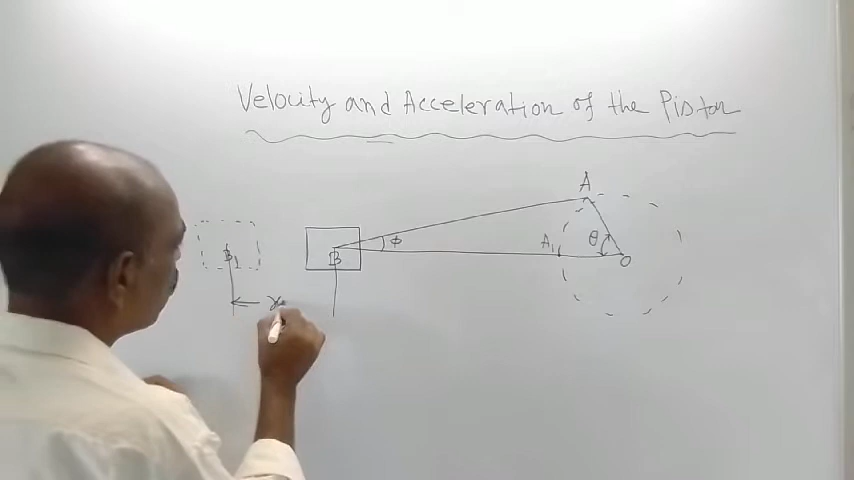 Velocity and Acceleration of the Piston
A
B1
B
φ
A1
θ
O
x